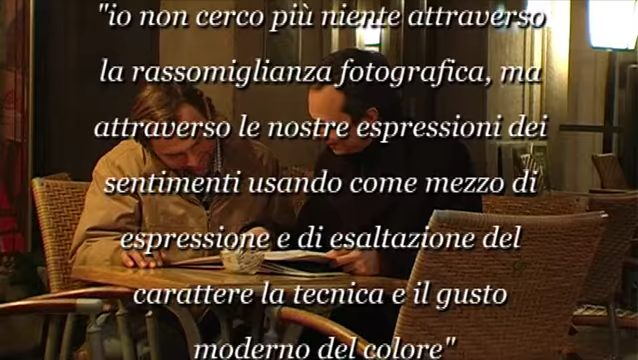 "io non cerco più niente attraverso
la rassomiglianza fotografica, ma
attraverso le nostre espressioni dei
sentimenti usando come mezzo di
espressione e di esaltazione del
carattere la tecnica e il gusto
moderno del colore"